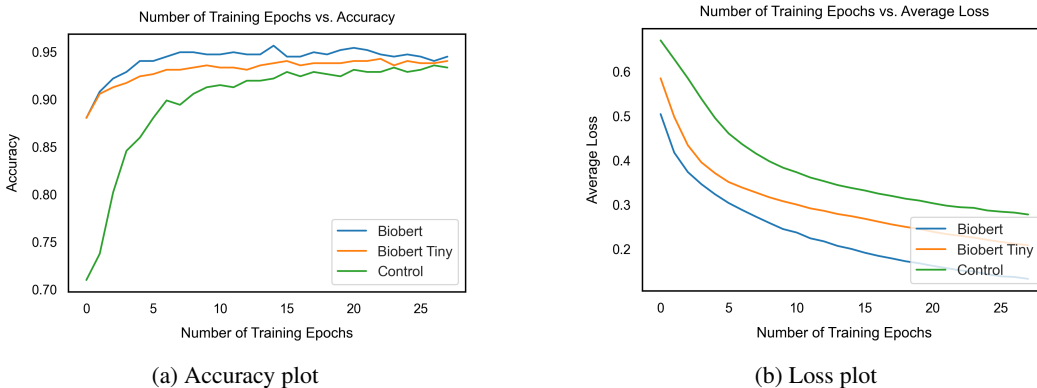 Number of Training Epochs vs. Accuracy
0.95
0.90
0.85
0.80
0.75
0.70
Accuracy
Biobert
Biobert Tiny
Control
0 5 10 15 20 25
Number of Training Epochs
(a) Accuracy plot
Number of Training Epochs vs. Average Loss
0.6
0.5
0.4
0.3
0.2
Average Loss
Biobert
Biobert Tiny
Control
0 5 10 15 20 25
Number of Training Epochs
(b) Loss plot